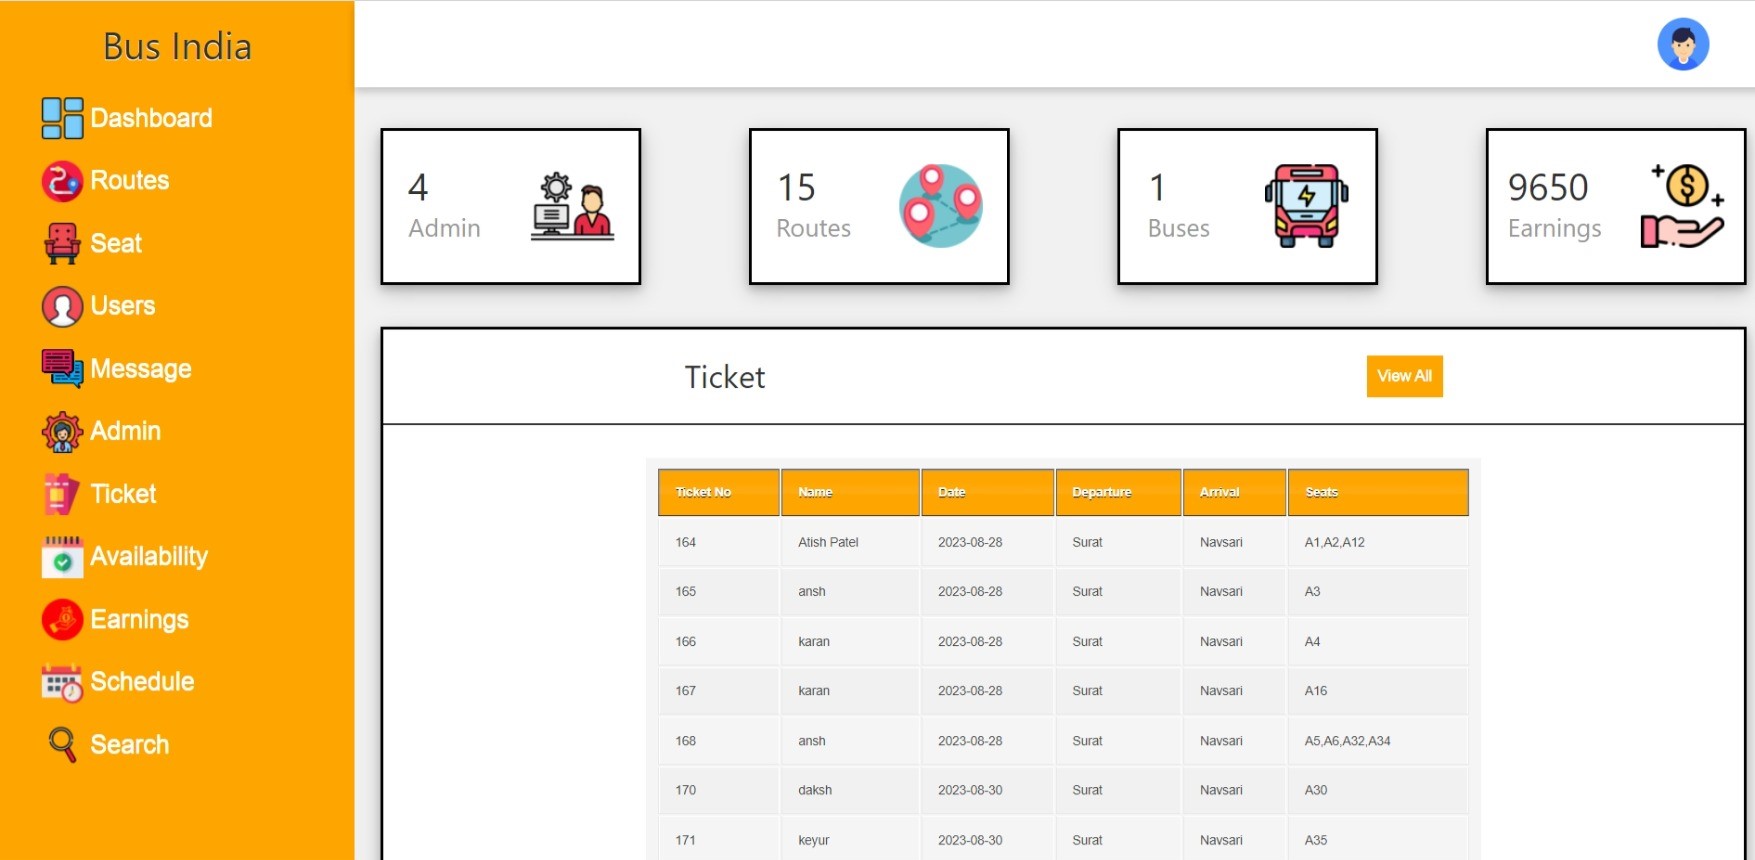 Bus India
Dashboard
Routes
Seat
Users
Message
Admin
Ticket
Availability
Earnings
Schedule
Search
4
Admin
15
Routes
1
Buses
9650
Earnings
Ticket
View All
Ticket No Name Date Departure Arrival Seats
164 Atish Patel 2023-08-28 Surat Navsari A1,A2,A12
165 ansh 2023-08-28 Surat Navsari A3
166 karan 2023-08-28 Surat Navsari A4
167 karan 2023-08-28 Surat Navsari A16
168 ansh 2023-08-28 Surat Navsari A5,A6,A32,A34
170 daksh 2023-08-30 Surat Navsari A30
171 keyur 2023-08-30 Surat Navsari A35